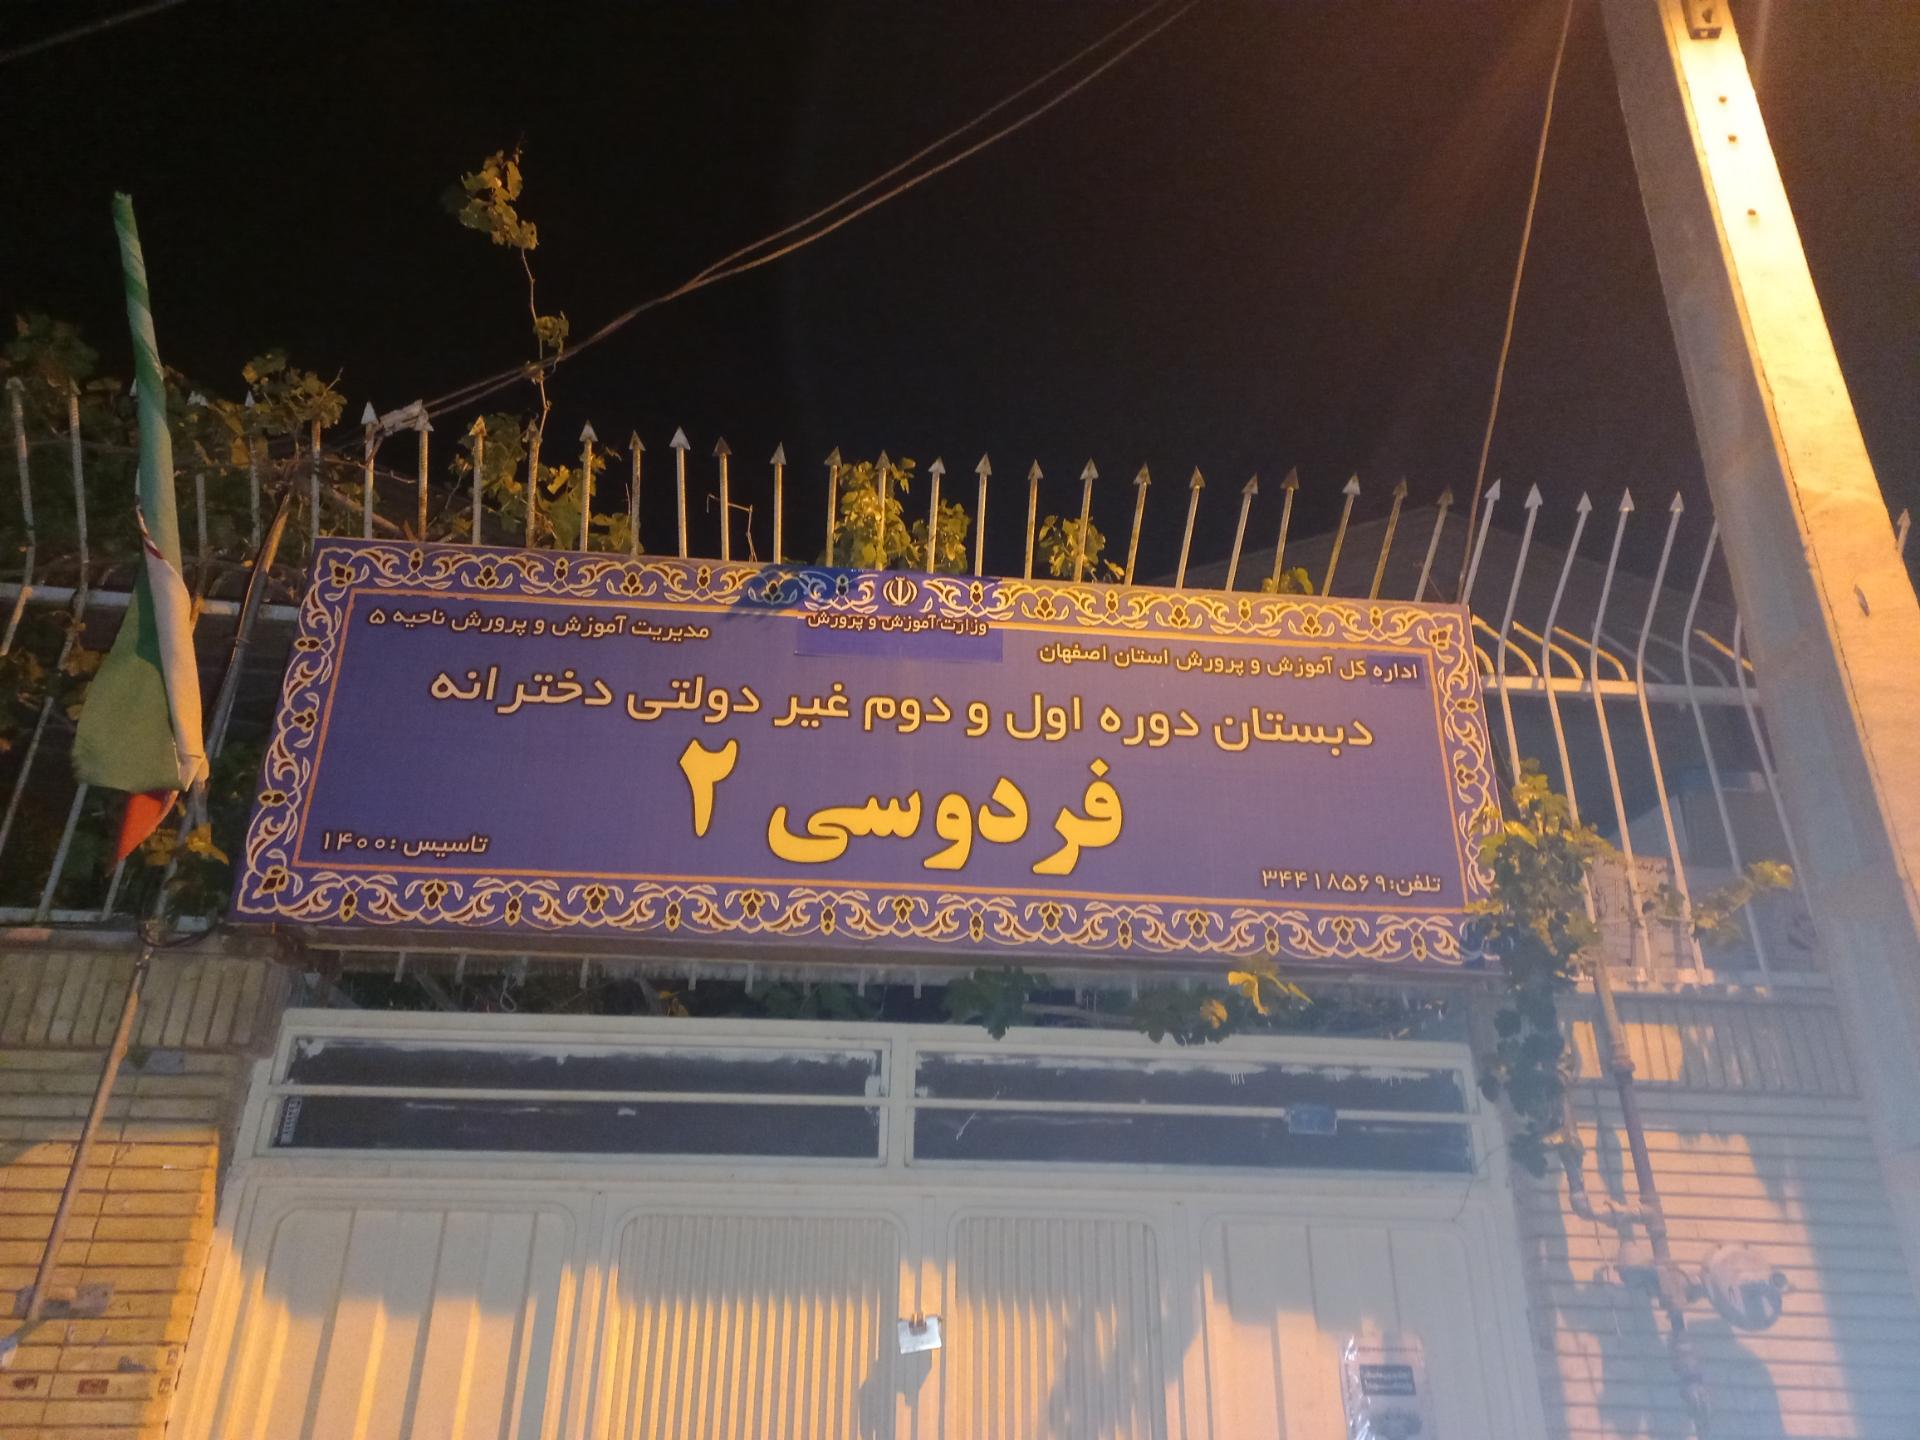 وزارت آموزش و پرورش
اداره کل آموزش و پرورش استان اصفهان
مدیریت آموزش و پرورش ناحیه ۵
دبستان دوره اول و دوم غیر دولتی دخترانه
فردوسی ۲
تلفن: ۳۴۴۱۸۵۶۹
تاسیس: ۱۴۰۰